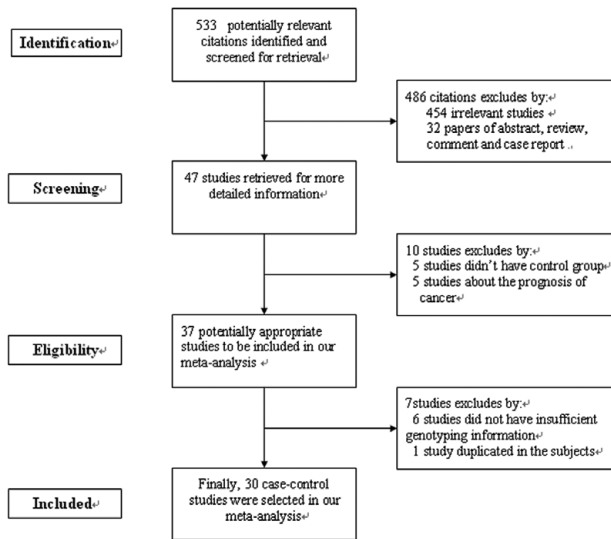 Identification↵
533 potentially relevant
citations identified and
screened for retrieval↵
486 citations excludes by:↵
454 irrelevant studies ↵
32 papers of abstract, review,
comment and case report ..
Screening↵
47 studies retrieved for more
detailed information↵
10 studies excludes by:↵
5 studies didn't have control group↵
5 studies about the prognosis of
cancer↵
Eligibility↵
37 potentially appropriate
studies to be included in our
meta-analysis ↵
7studies excludes by:↵
6 studies did not have insufficient
genotyping information↵
1 study duplicated in the subjects↵
Included↵
Finally, 30 case-control
studies were selected in our
meta-analysis↵